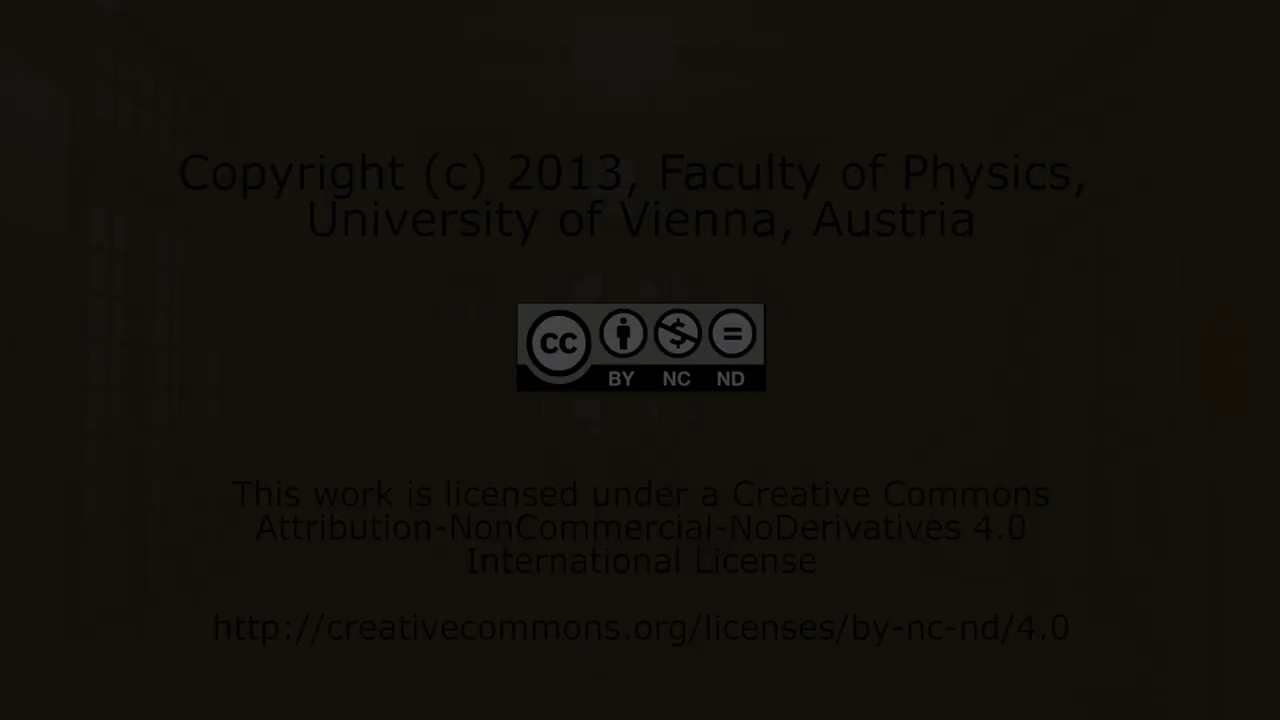 Copyright (c) 2013, Faculty of Physics,
University of Vienna, Austria
CC
BY NC ND
This work is licensed under a Creative Commons
Attribution-NonCommercial-NoDerivatives 4.0
International License
http://creativecommons.org/licenses/by-nc-nd/4.0